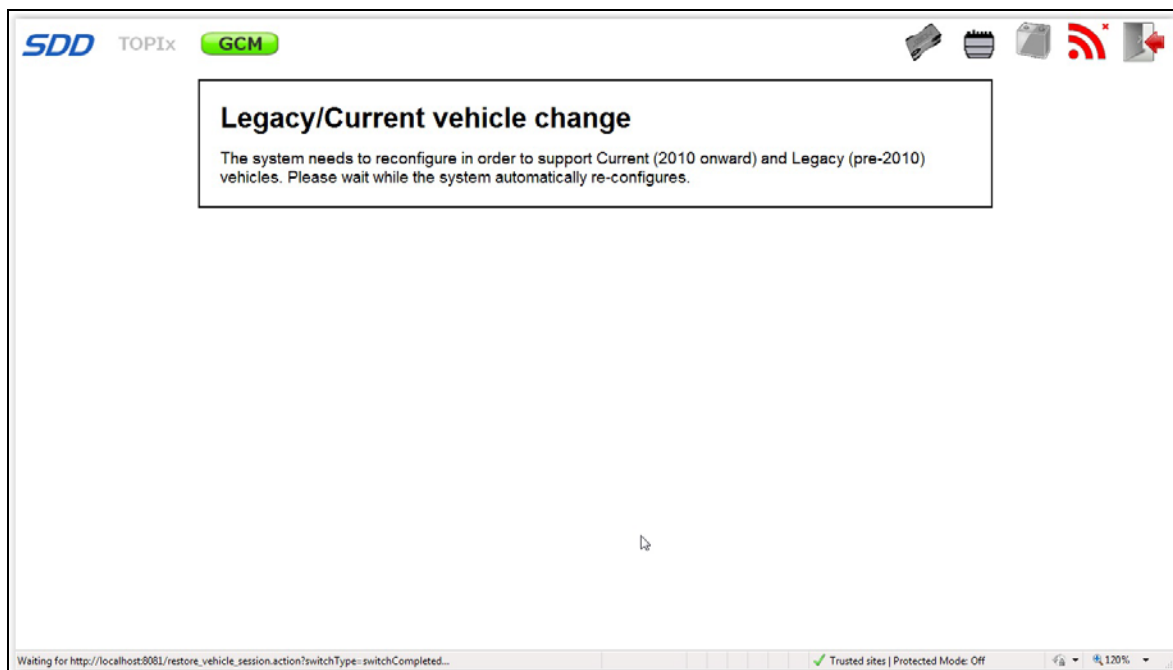 SDD TOPIx GCM
Legacy/Current vehicle change
The system needs to reconfigure in order to support Current (2010 onward) and Legacy (pre-2010)
vehicles. Please wait while the system automatically re-configures.
Waiting for http://localhost:8081/restore_vehicle_session.action?switchType=switchCompleted... Trusted sites | Protected Mode: Off 120%